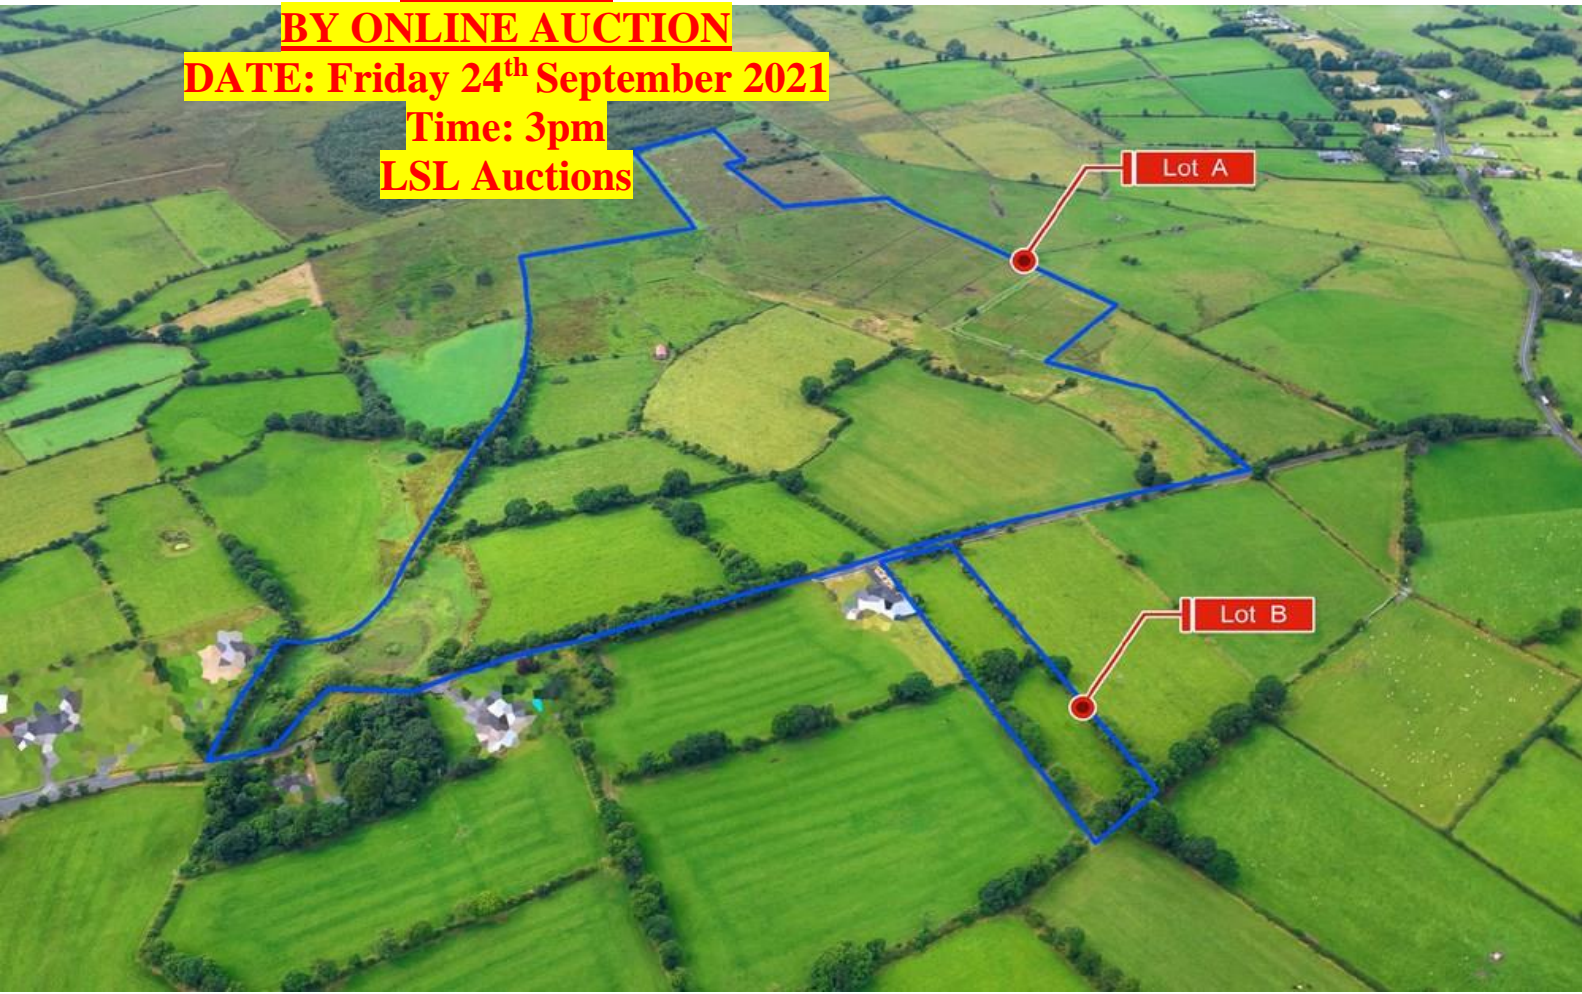 BY ONLINE AUCTION
DATE: Friday 24th September 2021
Time: 3pm
LSL Auctions
Lot A
Lot B